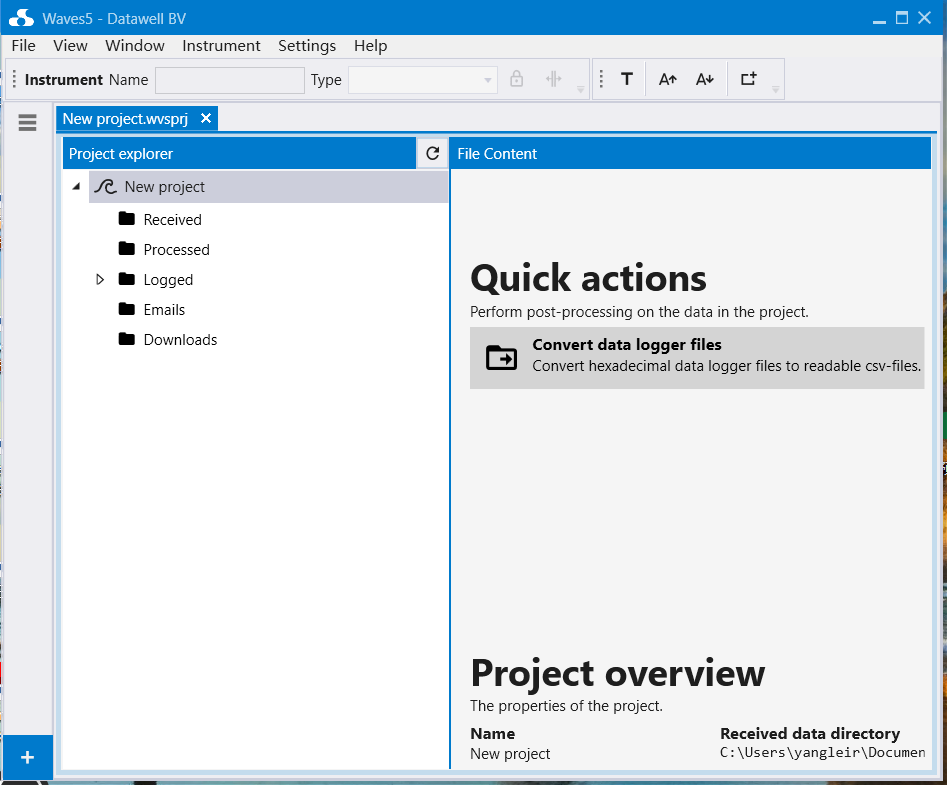 Waves5 - Datawell BV
File View Window Instrument Settings Help
Instrument Name Type T A A
New project.wvsprj
Project explorer
File Content
New project
Received
Processed
Logged
Emails
Downloads
Quick actions
Perform post-processing on the data in the project.
Convert data logger files
Convert hexadecimal data logger files to readable csv-files.
Project overview
The properties of the project.
Name Received data directory
New project C:\Users\yangleir\Documen